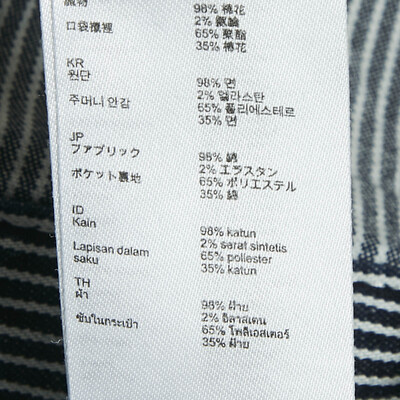 織物 98% 棉花
2% 氨綸
口袋襯裡 65% 聚酯
35% 棉花
KR
원단 98% 면
2% 엘라스탄
주머니 안감 65% 폴리에스테르
35% 면
JP
ファブリック 98% 綿
2% エラスタン
ポケット裏地 65% ポリエステル
35% 綿
ID
Kain 98% katun
2% serat sintetis
Lapisan dalam 65% poliester
saku 35% katun
TH
ผ้า 98% ฝ้าย
2% อีลาสเตน
ซับในกระเป๋า 65% โพลีเอสเตอร์
35% ฝ้าย